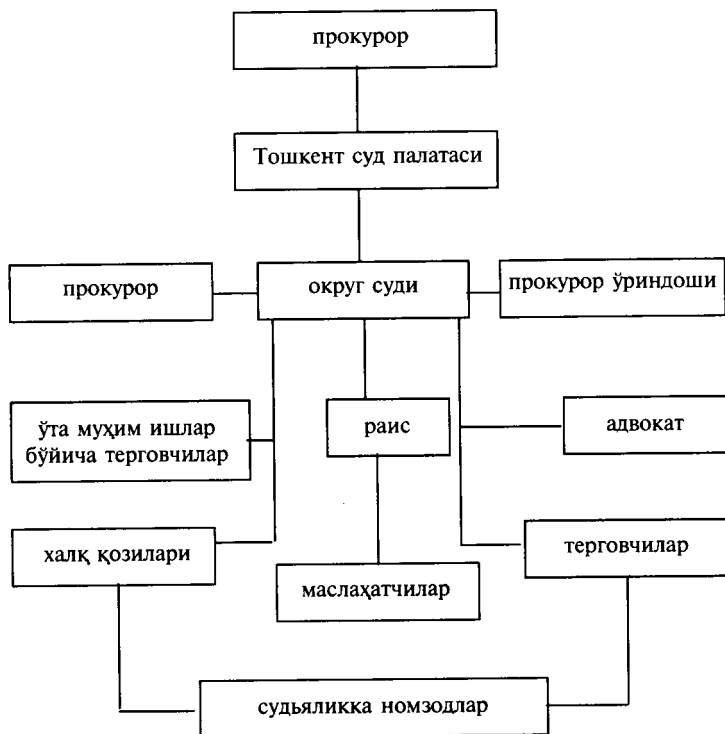 прокурор
Тошкент суд палатаси
прокурор
округ суди
прокурор ўриндоши
ўта муҳим ишлар
бўйича терговчилар
раис
адвокат
халқ қозилари
маслаҳатчилар
терговчилар
судьяликка номзодлар